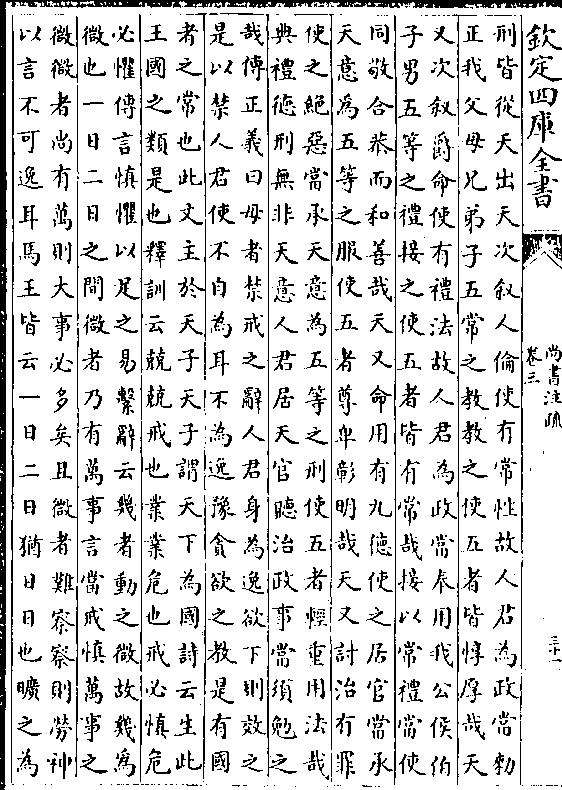 欽定四庫全書
尚書注疏
卷三
三十一
刑皆從天出天次敘人倫使有常性故人君為政當勑
正我父母兄弟子五常之教教之使五者皆惇厚哉天
又次敘爵命使有禮法故人君為政當奉用我公侯伯
子男五等之禮接之使五者皆有常哉接以常禮當使
同敬合恭而和善哉天又命用有九德使之居官當承
天意為五等之服使五者尊卑彰明哉天又討治有罪
使之絕惡當承天意為五等之刑使五者輕重用法哉
典禮德刑無非天意人君居天官聽治政事當須勉之
哉傳正義曰毋者禁戒之辭人君身為逸欲下則效之
是以禁人君使不自為耳不為逸豫貪欲之教是有國
者之常也此文主於天子天子謂天下為國詩云生此
王國之類是也釋訓云兢兢戒也業業危也戒必慎危
必懼傳言慎懼以足之易繫辭云幾者動之微故幾為
微也一日二日之間微者乃有萬事言當戒慎萬事之
微微者尚有萬則大事必多矣且微者難察察則勞神
以言不可逸耳馬王皆云一日二日猶日日也曠之為